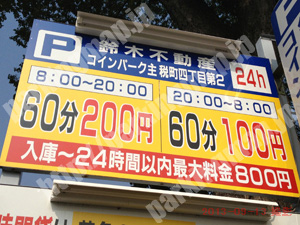 P 鈴木不動産
コインパーク主税町四丁目第2 24h
8:00~20:00 20:00~8:00
60分200円 60分100円
入庫~24時間以内最大料金800円